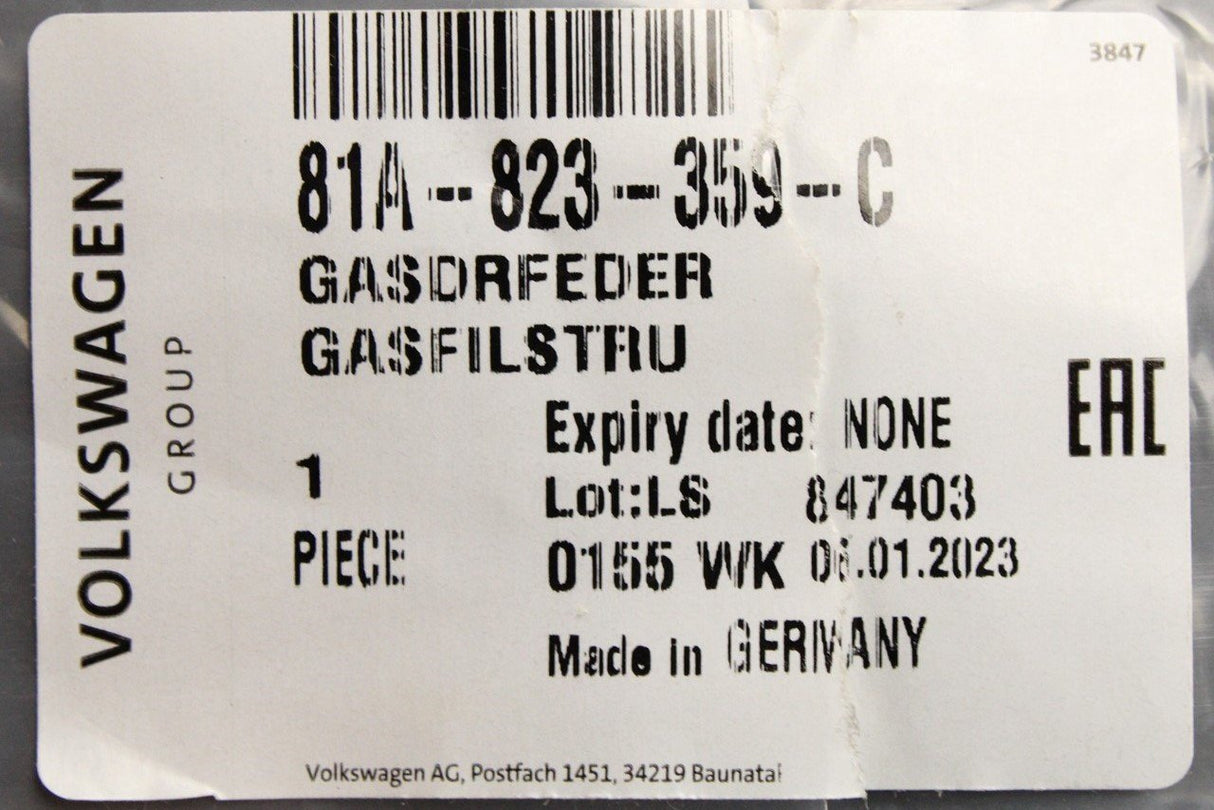 3847
81A--823--359--C
GASDRFEDER
GASFILSTRU
VOLKSWAGEN
GROUP
EAC
Expiry date: NONE
1
Lot:LS 847403
PIECE
0155 WK 06.01.2023
Made in GERMANY
Volkswagen AG, Postfach 1451, 34219 Baunatal